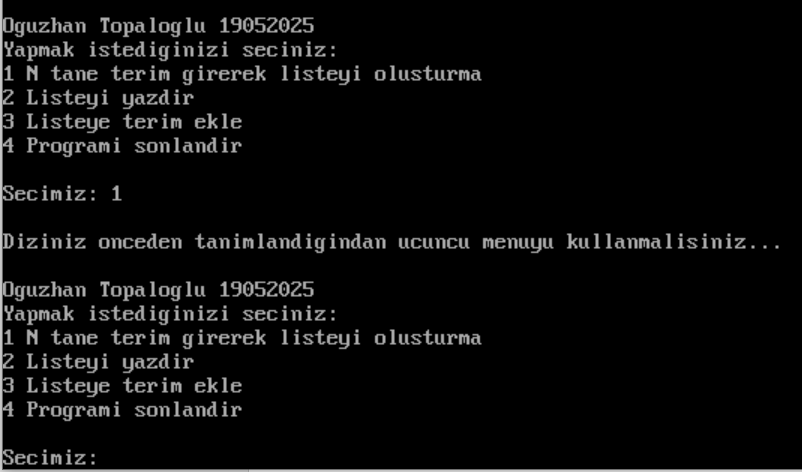 Oguzhan Topaloglu 19052025
Yapmak istediginizi seciniz:
1 N tane terim girerek listeyi olusturma
2 Listeyi yazdir
3 Listeye terim ekle
4 Programi sonlandir
Secimiz: 1
Diziniz onceden tanimlandigindan ucuncu menuyu kullanmalisiniz...
Oguzhan Topaloglu 19052025
Yapmak istediginizi seciniz:
1 N tane terim girerek listeyi olusturma
2 Listeyi yazdir
3 Listeye terim ekle
4 Programi sonlandir
Secimiz: